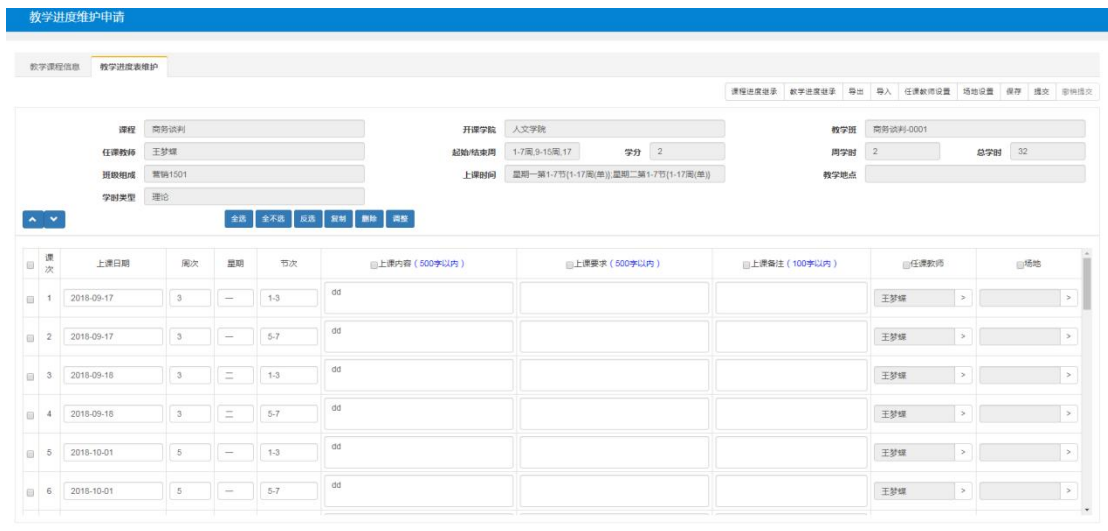 教学进度维护申请
教学课程信息 教学进度表维护
课程进度继承 教学进度继承 导出 导入 任课教师设置 场地设置 保存 提交 撤销提交
课程 商务谈判 开课学院 人文学院 教学班 商务谈判-0001
任课教师 王梦蝶 起始/结束周 1-7周,9-15周,17 学分 2 周学时 2 总学时 32
班级组成 营销1501 上课时间 星期一第1-7节{1-17周(单)};星期二第1-7节{1-17周(单)} 教学地点
学时类型 理论
全选 全不选 反选 复制 删除 调整
课次 上课日期 周次 星期 节次 上课内容(500字以内) 上课要求(500字以内) 上课备注(100字以内) 任课教师 场地
1 2018-09-17 3 一 1-3 dd 王梦蝶 > >
2 2018-09-17 3 一 5-7 dd 王梦蝶 > >
3 2018-09-18 3 二 1-3 dd 王梦蝶 > >
4 2018-09-18 3 二 5-7 dd 王梦蝶 > >
5 2018-10-01 5 一 1-3 dd 王梦蝶 > >
6 2018-10-01 5 一 5-7 dd 王梦蝶 > >